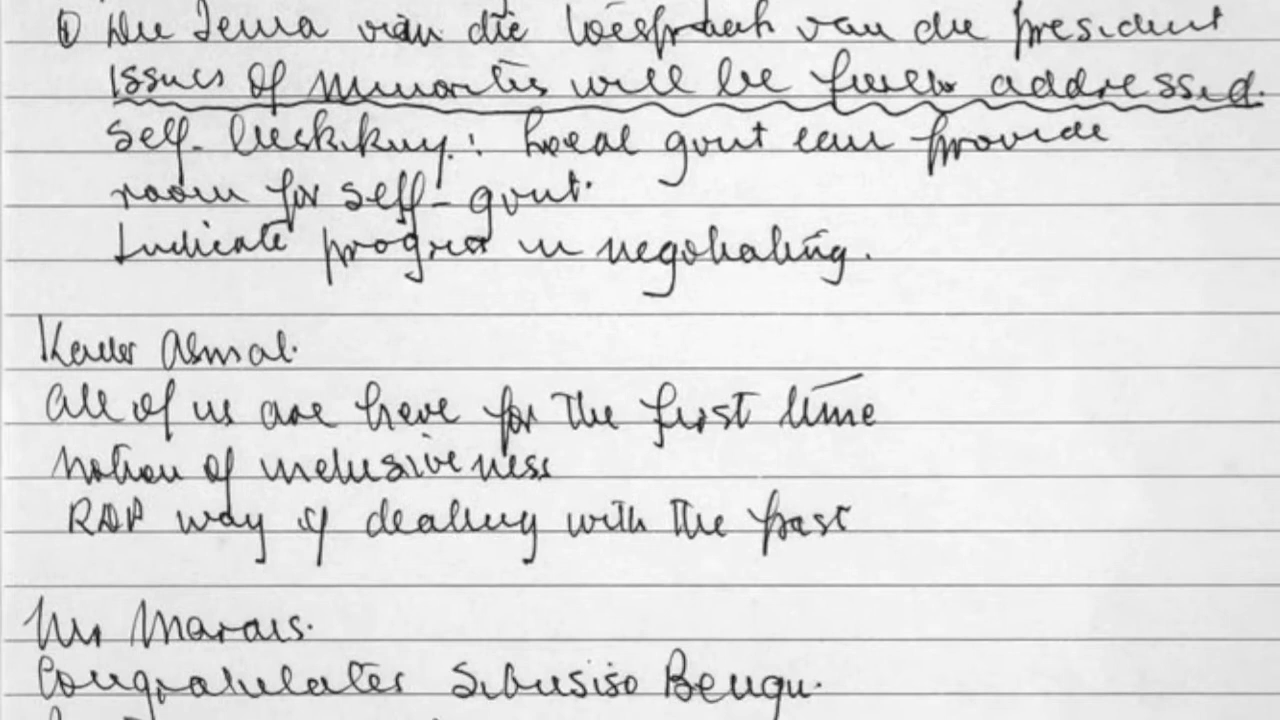 ① Die Tema van die toespraak van die president
Issues of minorities will be further addressed.
Self-beskikking: Local govt can provide
room for self-govt.
Indicate progress in negotiating.
Kader Asmal.
All of us are here for the first time
Notion of inclusiveness
RDP way of dealing with the past
Mr Marais.
Congratulates Sibusiso Bengu.